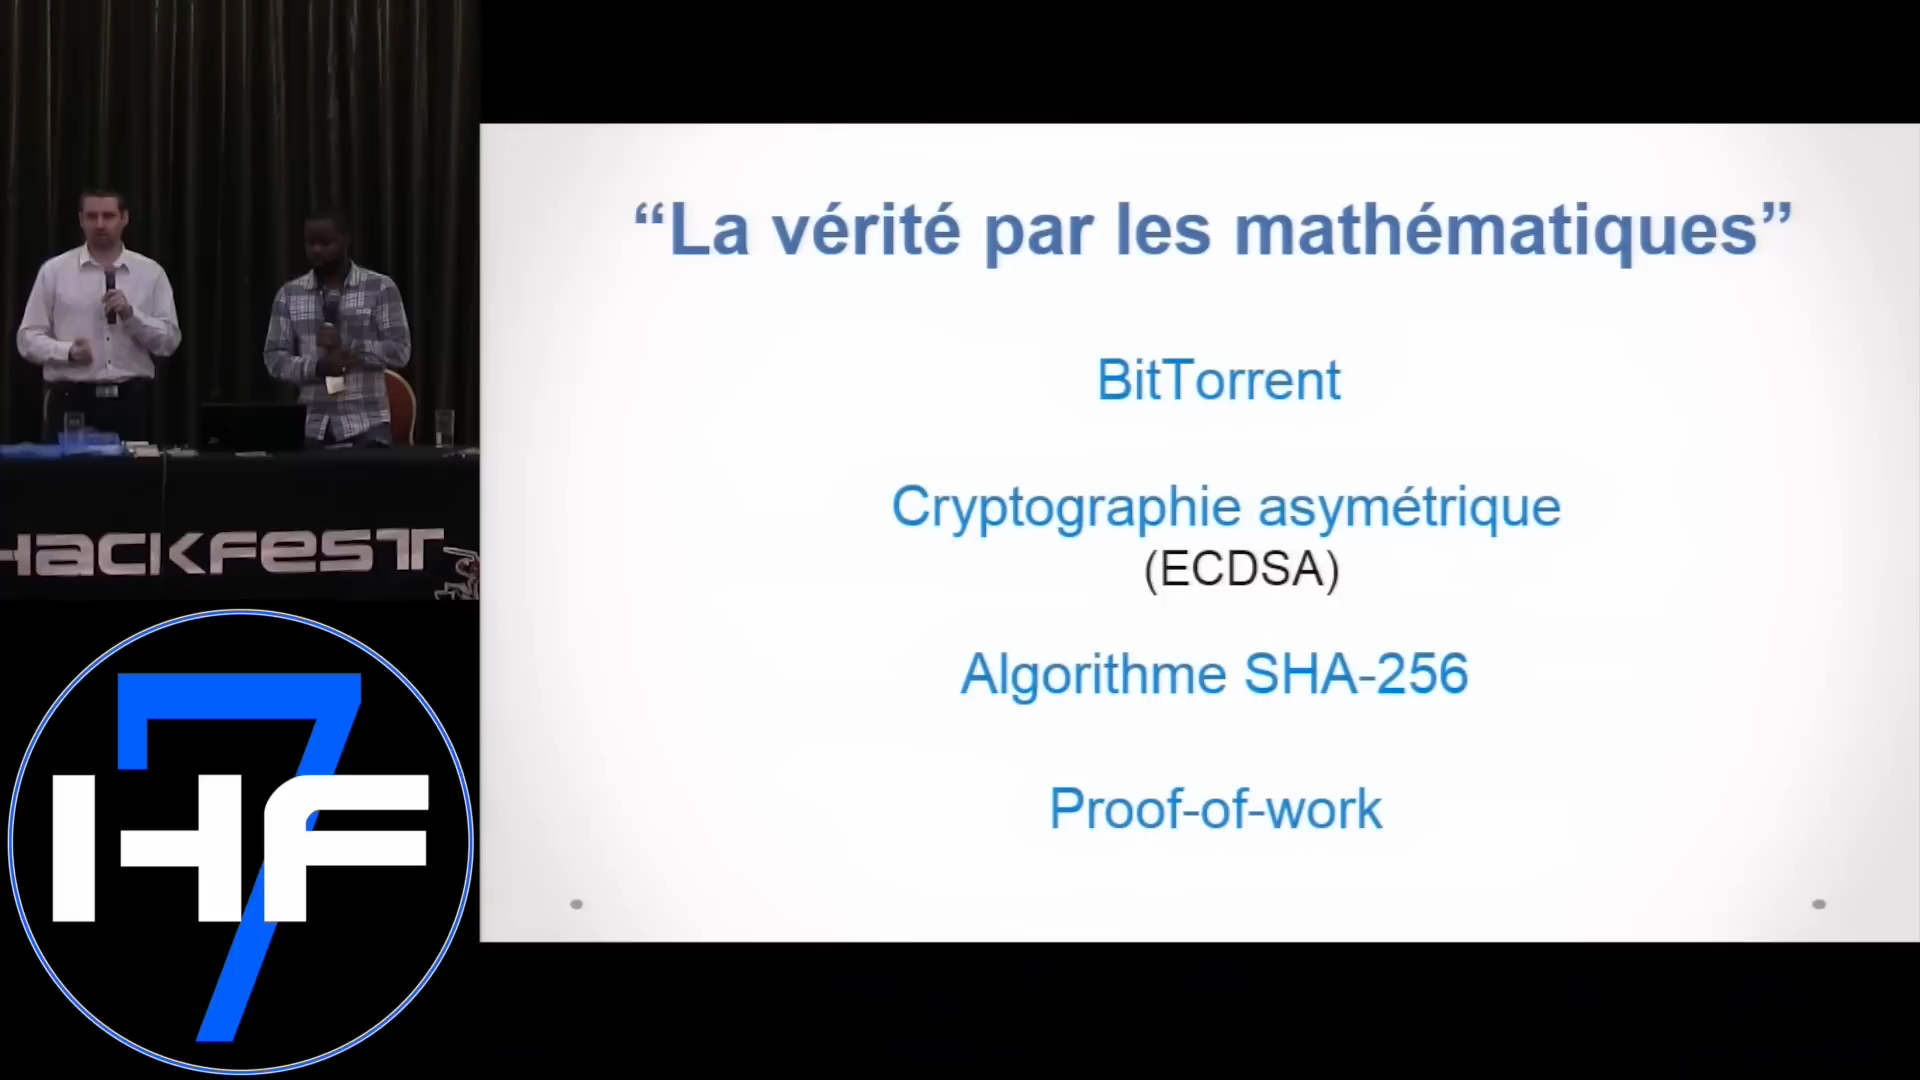 “La vérité par les mathématiques”
BitTorrent
Cryptographie asymétrique
(ECDSA)
Algorithme SHA-256
Proof-of-work
HACKFEST
7
HF